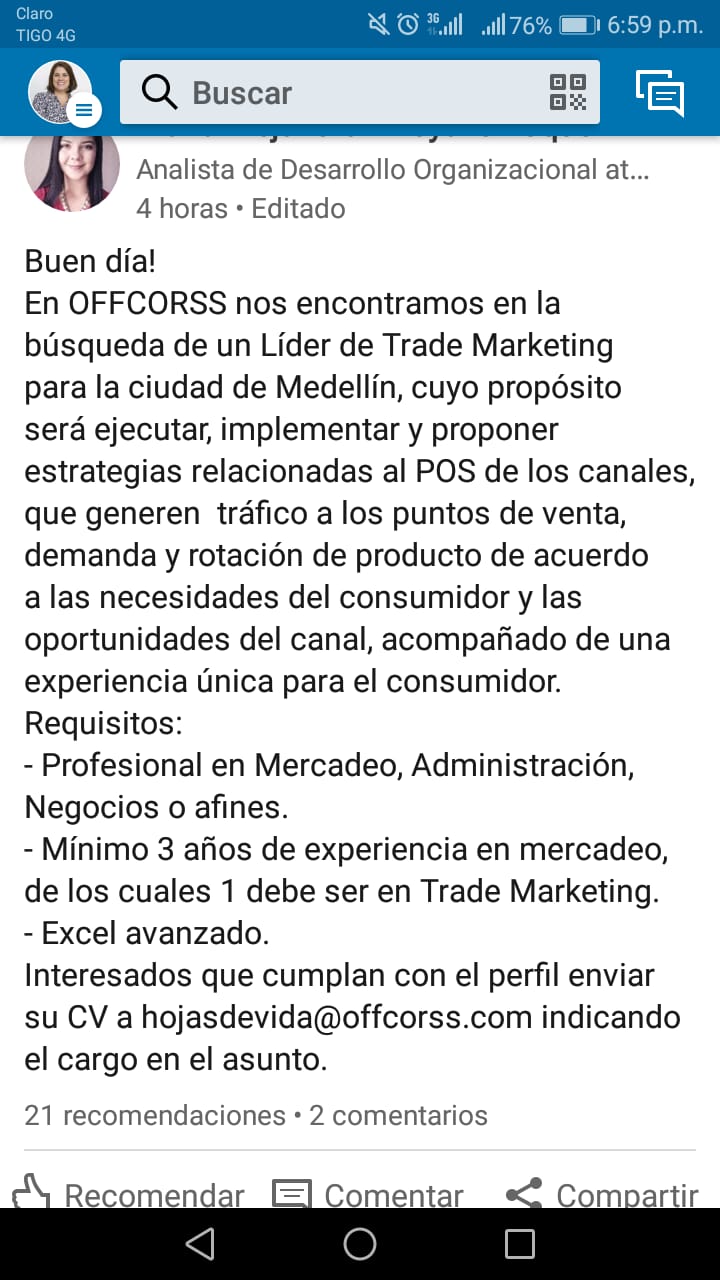 Claro
TIGO 4G
3G
76%
6:59 p.m.
Buscar
Analista de Desarrollo Organizacional at...
4 horas • Editado
Buen día!
En OFFCORSS nos encontramos en la
búsqueda de un Líder de Trade Marketing
para la ciudad de Medellín, cuyo propósito
será ejecutar, implementar y proponer
estrategias relacionadas al POS de los canales,
que generen  tráfico a los puntos de venta,
demanda y rotación de producto de acuerdo
a las necesidades del consumidor y las
oportunidades del canal, acompañado de una
experiencia única para el consumidor.
Requisitos:
- Profesional en Mercadeo, Administración,
Negocios o afines.
- Mínimo 3 años de experiencia en mercadeo,
de los cuales 1 debe ser en Trade Marketing.
- Excel avanzado.
Interesados que cumplan con el perfil enviar
su CV a hojasdevida@offcorss.com indicando
el cargo en el asunto.
21 recomendaciones • 2 comentarios
Recomendar
Comentar
Compartir